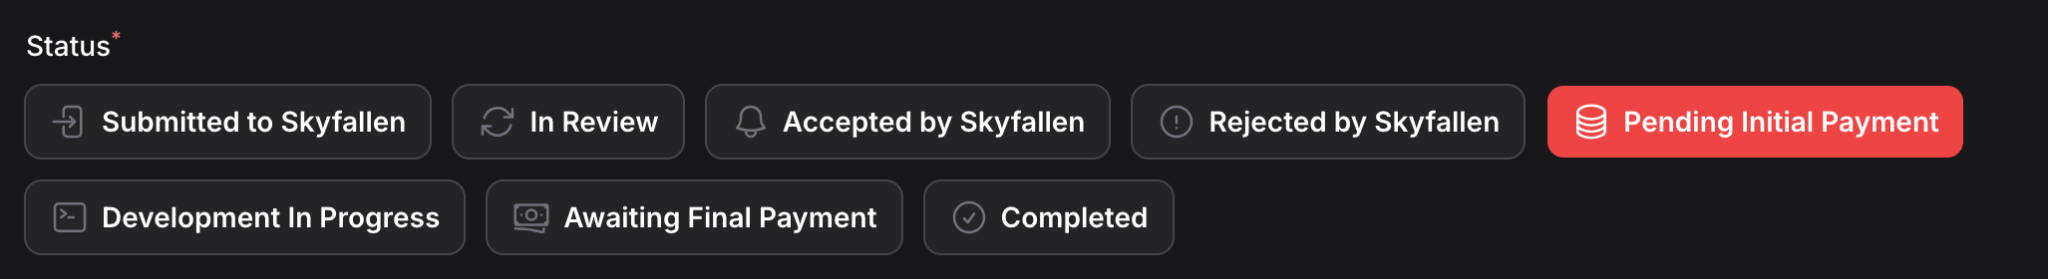 Status*
Submitted to Skyfallen In Review Accepted by Skyfallen Rejected by Skyfallen Pending Initial Payment
Development In Progress Awaiting Final Payment Completed